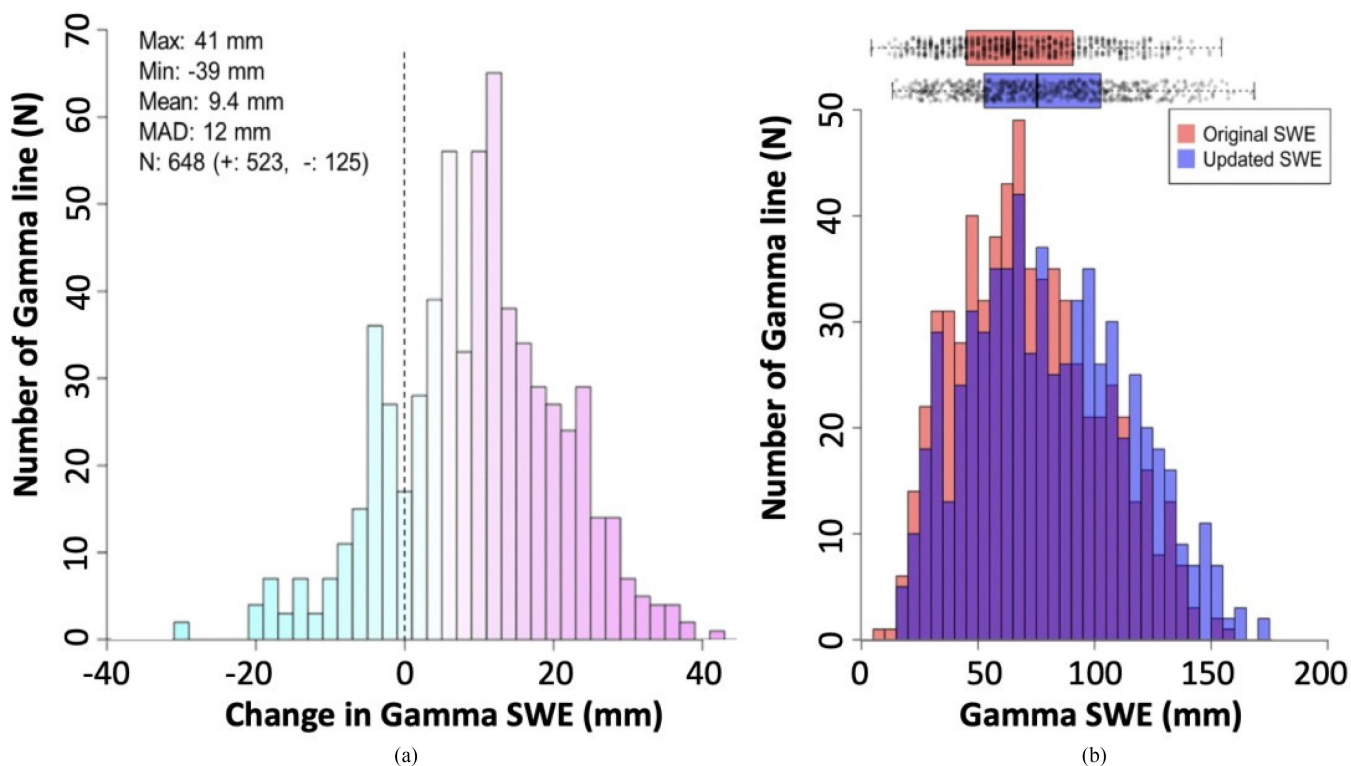 Max: 41 mm
Min: -39 mm
Mean: 9.4 mm
MAD: 12 mm
N: 648 (+: 523, -: 125)
Number of Gamma line (N)
70
60
50
40
30
20
10
0
-40
-20
0
20
40
Change in Gamma SWE (mm)
(a)
Original SWE
Updated SWE
Number of Gamma line (N)
50
40
30
20
10
0
0
50
100
150
200
Gamma SWE (mm)
(b)